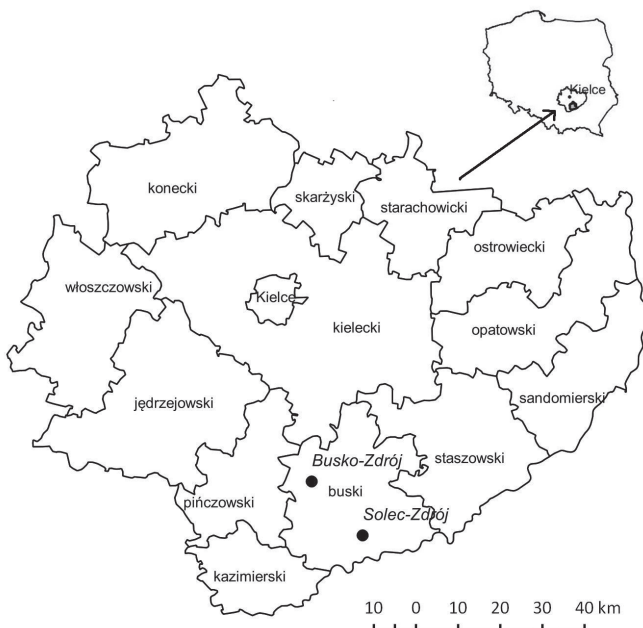 Kielce
konecki
skarżyski
starachowicki
ostrowiecki
włoszczowski
Kielce
kielecki
opatowski
sandomierski
jędrzejowski
Busko-Zdrój
staszowski
pińczowski
buski
Solec-Zdrój
kazimierski
10 0 10 20 30 40 km